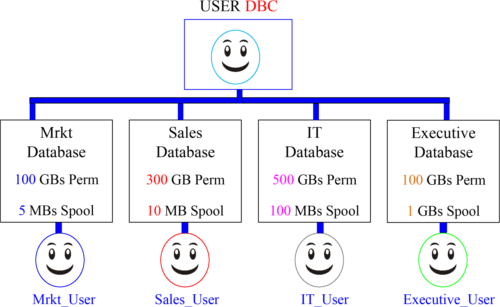 USER DBC
Mrkt
Database
100 GBs Perm
5 MBs Spool
Sales
Database
300 GB Perm
10 MB Spool
IT
Database
500 GBs Perm
100 MBs Spool
Executive
Database
100 GBs Perm
1 GBs Spool
Mrkt_User
Sales_User
IT_User
Executive_User